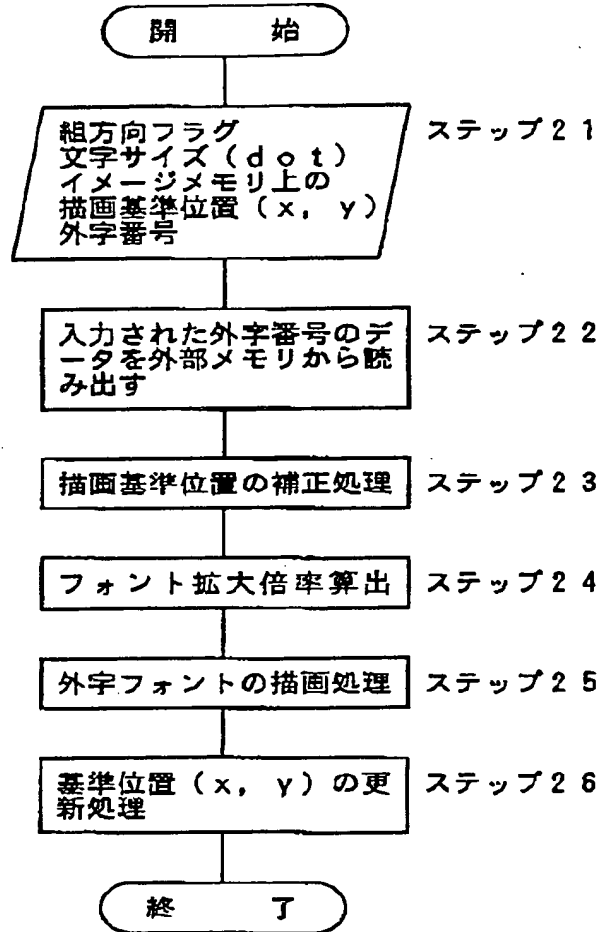 開 始
組方向フラグ ステップ21
文字サイズ(dot)
イメージメモリ上の
描画基準位置(x, y)
外字番号
入力された外字番号のデ ステップ22
ータを外部メモリから読
み出す
描画基準位置の補正処理 ステップ23
フォント拡大倍率算出 ステップ24
外字フォントの描画処理 ステップ25
基準位置(x, y)の更 ステップ26
新処理
終 了